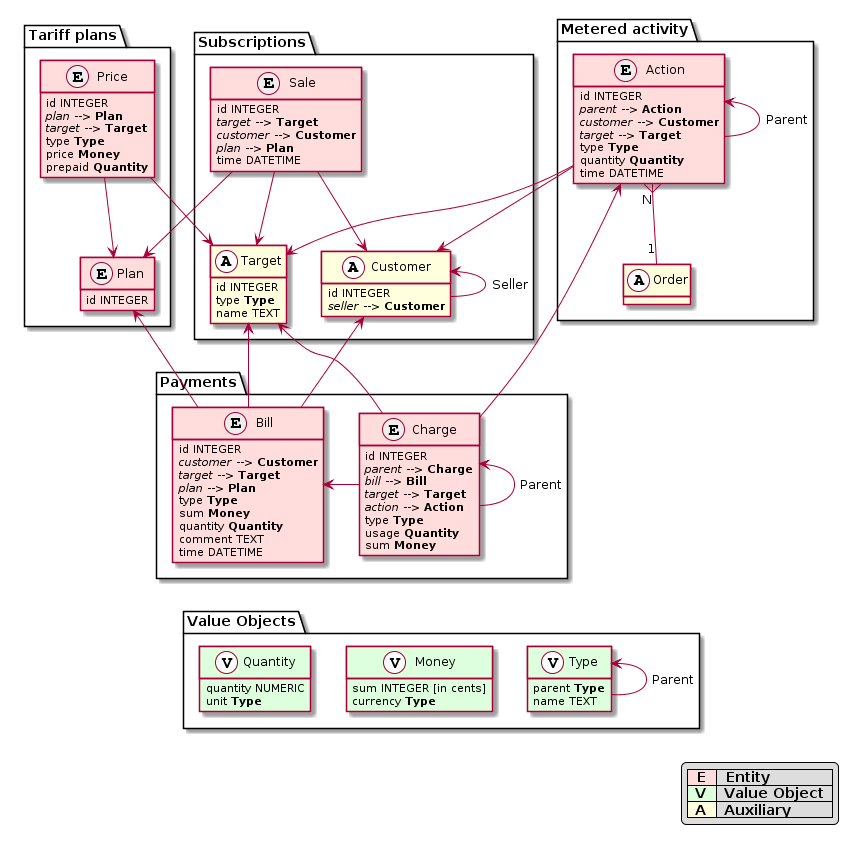 Tariff plans
E Price
id INTEGER
plan --> Plan
target --> Target
type Type
price Money
prepaid Quantity
E Plan
id INTEGER
Subscriptions
E Sale
id INTEGER
target --> Target
customer --> Customer
plan --> Plan
time DATETIME
A Target
id INTEGER
type Type
name TEXT
A Customer
id INTEGER
seller --> Customer
Seller
Metered activity
E Action
id INTEGER
parent --> Action
customer --> Customer
target --> Target
type Type
quantity Quantity
time DATETIME
Parent
N
1
A Order
Payments
E Bill
id INTEGER
customer --> Customer
target --> Target
plan --> Plan
type Type
sum Money
quantity Quantity
comment TEXT
time DATETIME
E Charge
id INTEGER
parent --> Charge
bill --> Bill
target --> Target
action --> Action
type Type
usage Quantity
sum Money
Parent
Value Objects
V Quantity
quantity NUMERIC
unit Type
V Money
sum INTEGER [in cents]
currency Type
V Type
parent Type
name TEXT
Parent
E Entity
V Value Object
A Auxiliary